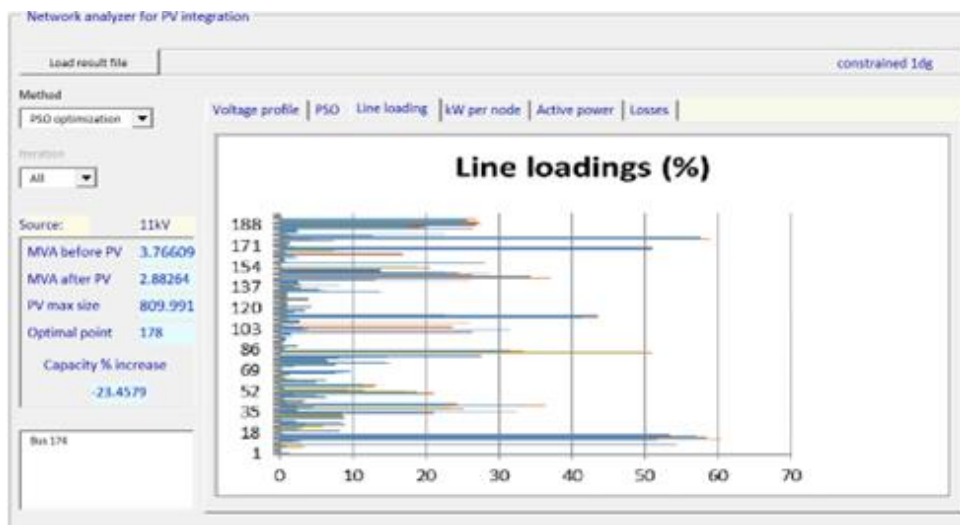 Network analyzer for PV integration
Load result file
constrained 1dg
Method
PSO optimization
Iteration
All
Source: 11kV
MVA before PV 3.76609
MVA after PV 2.88264
PV max size 809.991
Optimal point 178
Capacity % increase
-23.4579
Bus 174
Voltage profile PSO Line loading kW per node Active power Losses
Line loadings (%)
188
171
154
137
120
103
86
69
52
35
18
1
0 10 20 30 40 50 60 70